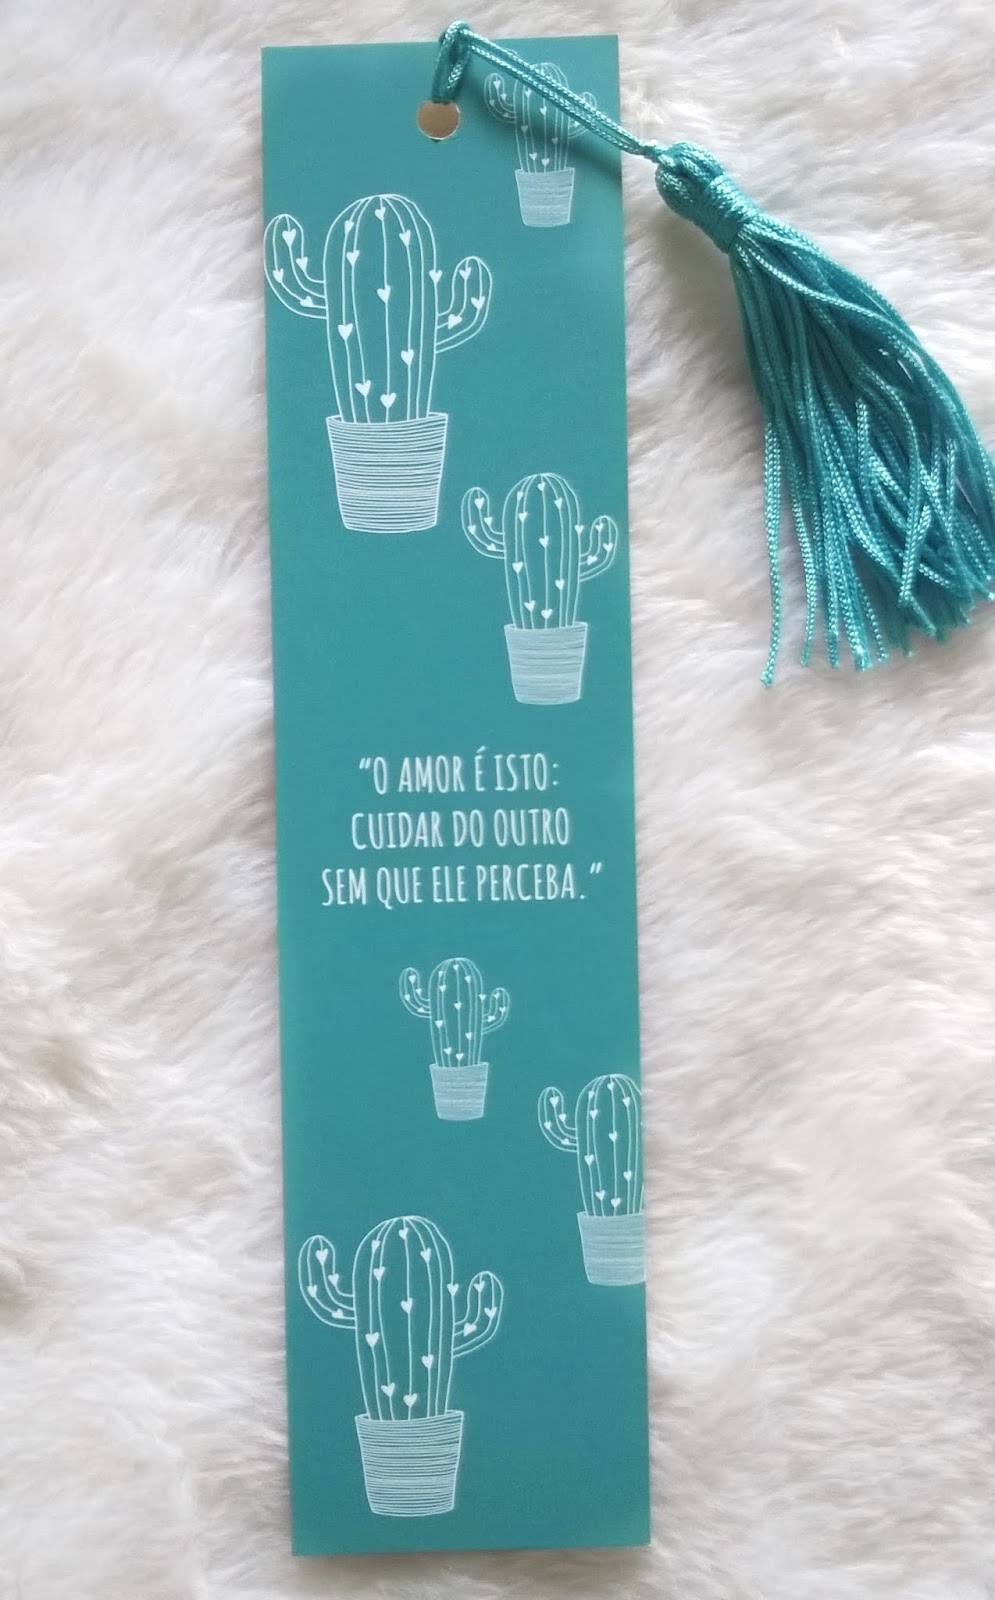 “O AMOR É ISTO:
CUIDAR DO OUTRO
SEM QUE ELE PERCEBA.”